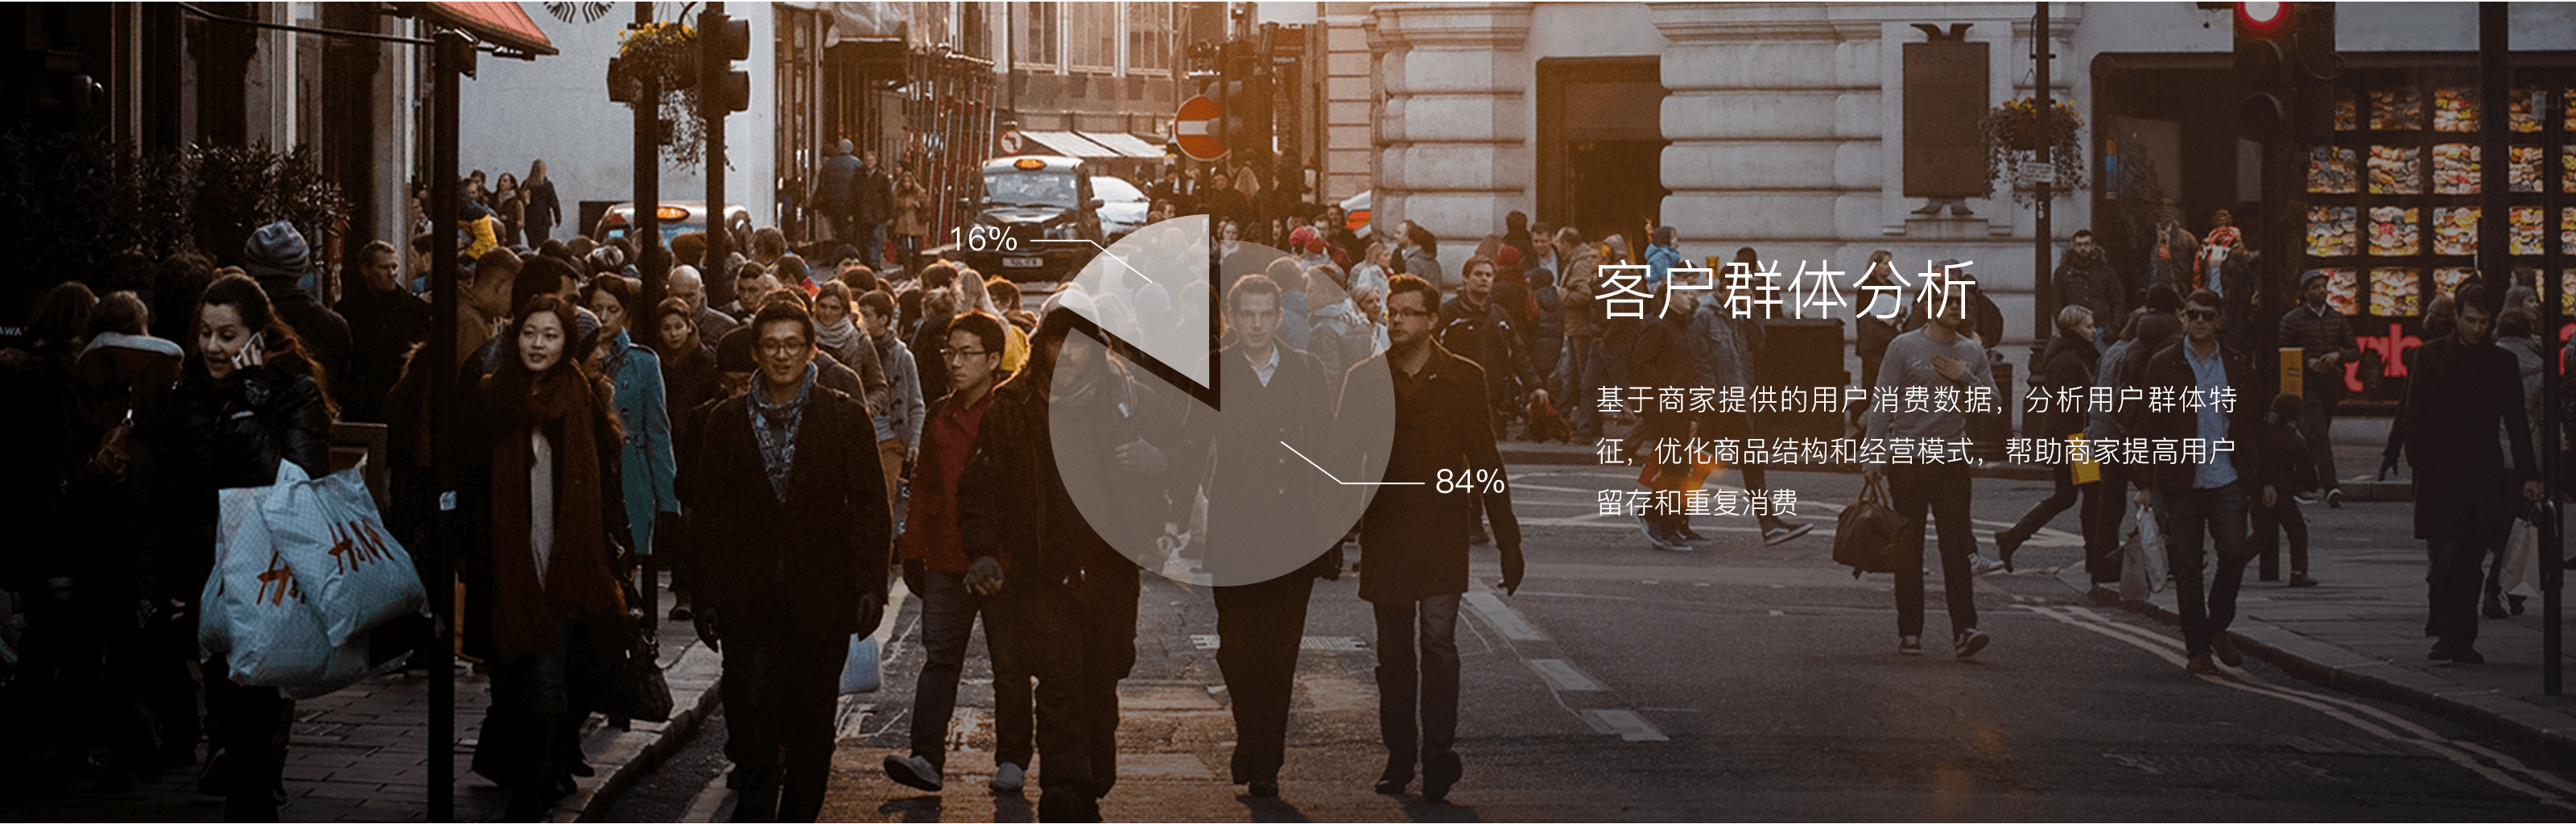 16%
84%
客户群体分析
基于商家提供的用户消费数据，分析用户群体特
征，优化商品结构和经营模式，帮助商家提高用户
留存和重复消费
H&M
AWA